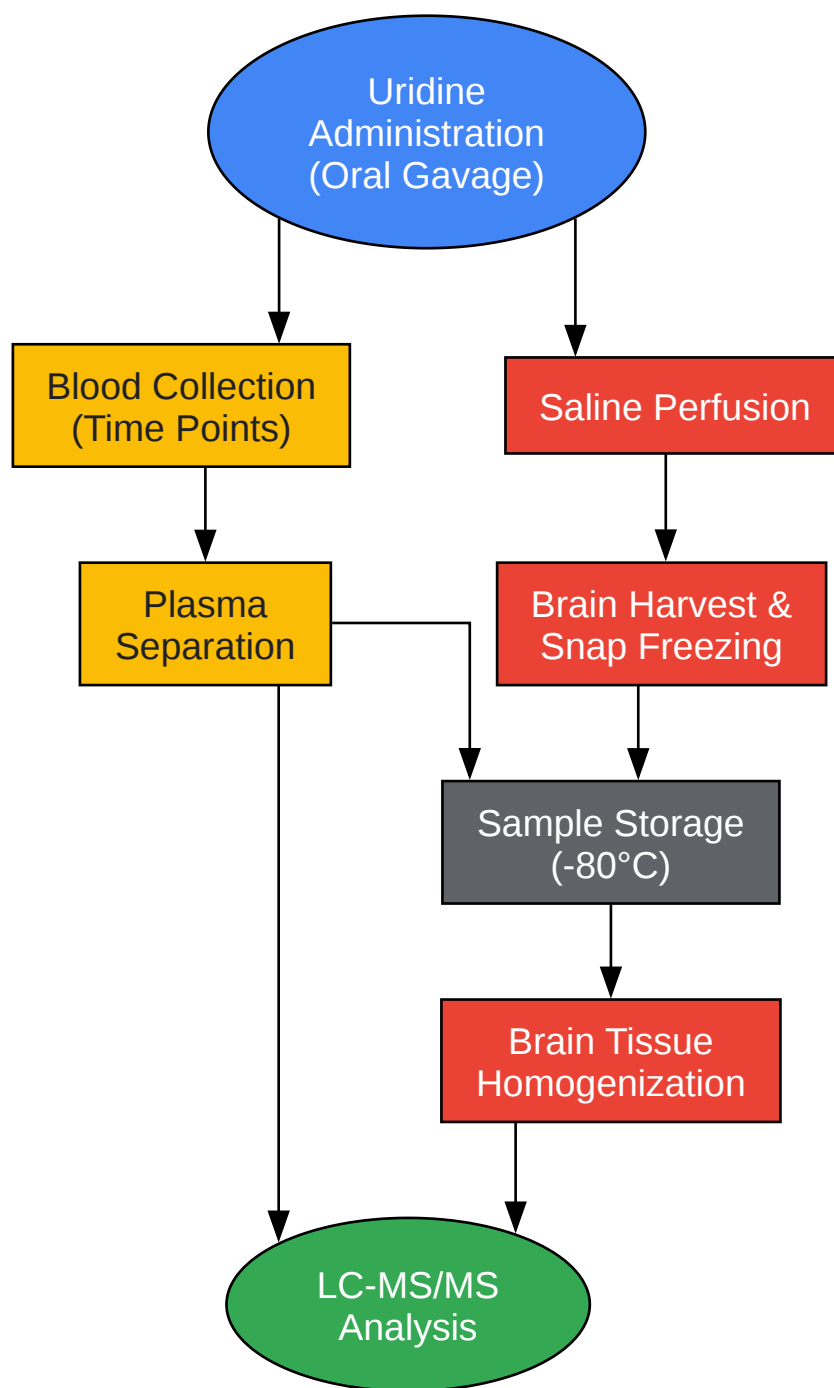 Uridine
Administration
(Oral Gavage)
Blood Collection
(Time Points)
Saline Perfusion
Plasma
Separation
Brain Harvest &
Snap Freezing
Sample Storage
(-80°C)
Brain Tissue
Homogenization
LC-MS/MS
Analysis